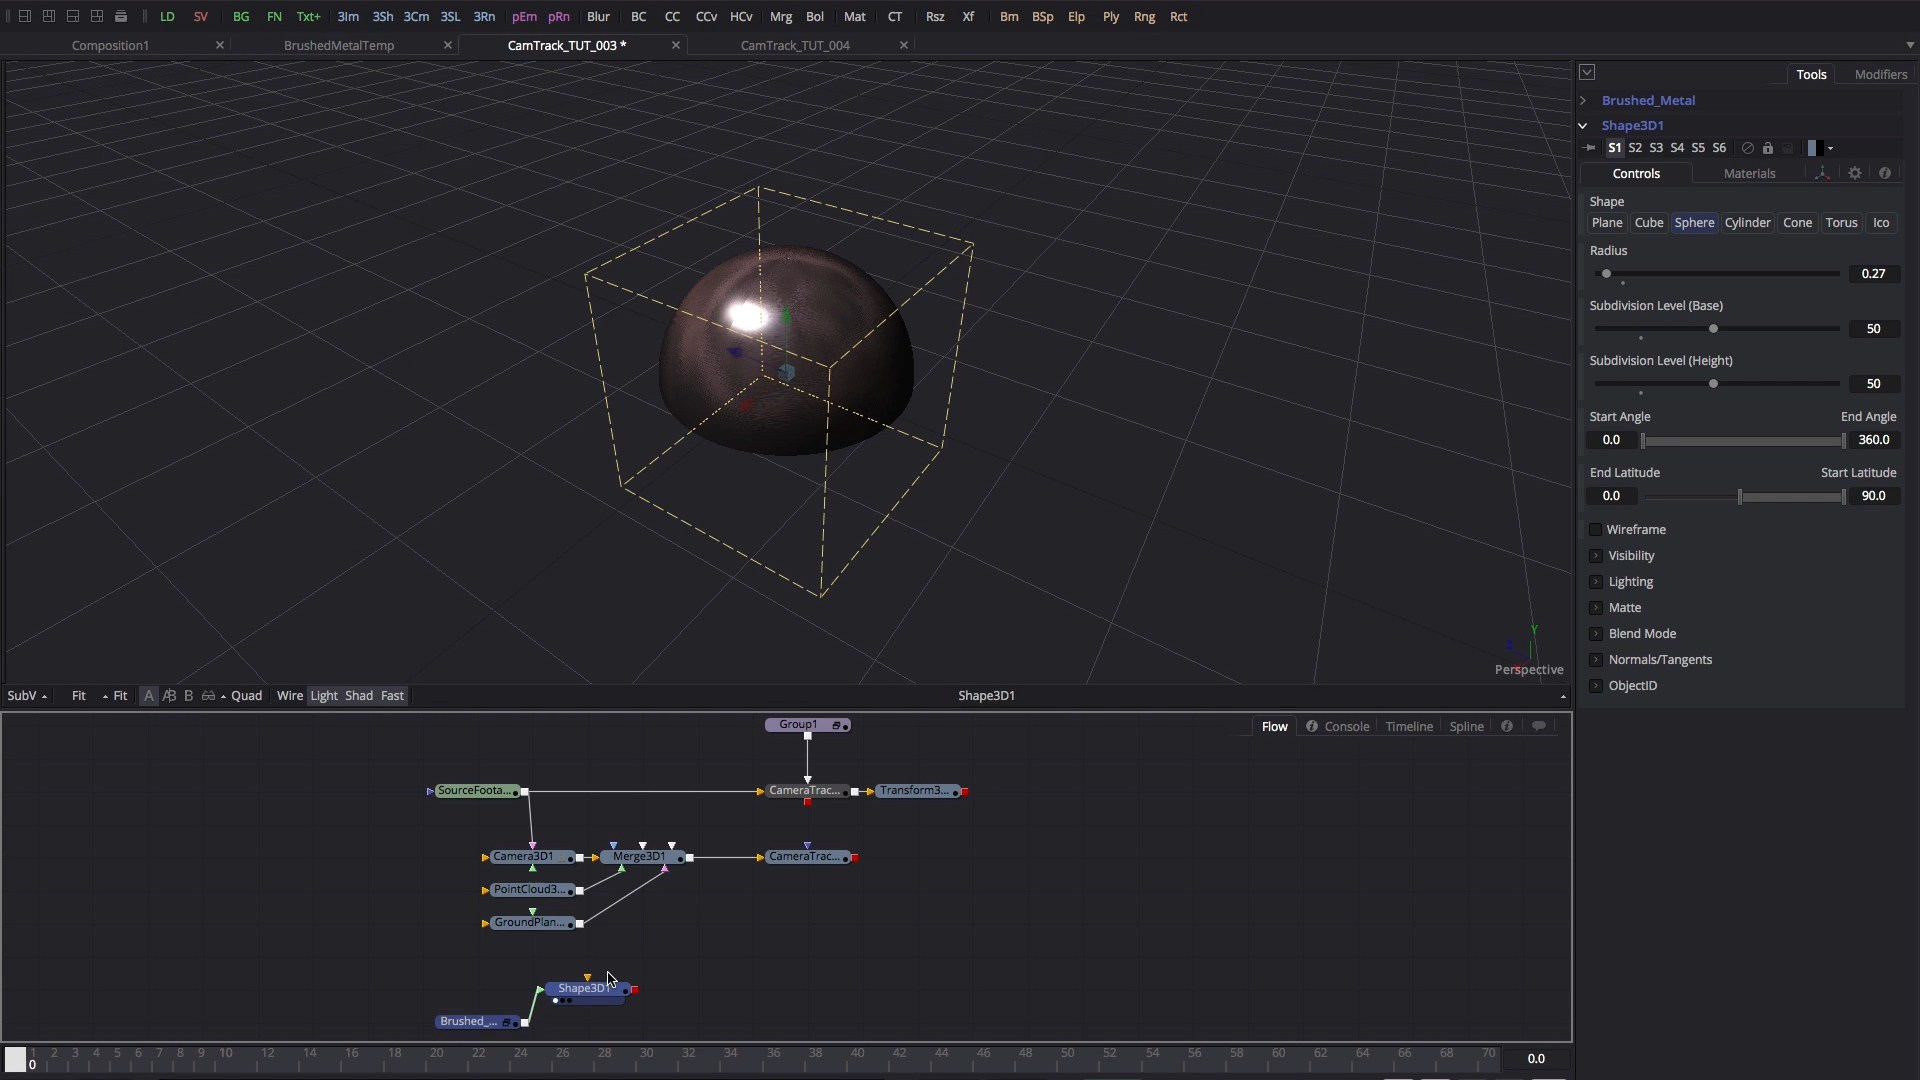 LD SV BG FN Txt+ 3Im 3Sh 3Cm 3SL 3Rn pEm pRn Blur BC CC CCv HCv Mrg Bol Mat CT Rsz Xf Bm BSp Elp Ply Rng Rct
Composition1 BrushedMetalTemp CamTrack_TUT_003 * CamTrack_TUT_004
Tools Modifiers
Brushed_Metal
Shape3D1
S1 S2 S3 S4 S5 S6
Controls Materials
Shape
Plane Cube Sphere Cylinder Cone Torus Ico
Radius
0.27
Subdivision Level (Base)
50
Subdivision Level (Height)
50
Start Angle End Angle
0.0 360.0
End Latitude Start Latitude
0.0 90.0
Wireframe
Visibility
Lighting
Matte
Blend Mode
Normals/Tangents
ObjectID
Y
Z
Perspective
SubV Fit Fit A B Quad Wire Light Shad Fast Shape3D1
Flow Console Timeline Spline
Group1
SourceFoota... CameraTrac... Transform3...
Camera3D1 Merge3D1 CameraTrac...
PointCloud3...
GroundPlan...
Shape3D1
Brushed_...
1 2 3 4 5 6 7 8 9 10 12 14 16 18 20 22 24 26 28 30 32 34 36 38 40 42 44 46 48 50 52 54 56 58 60 62 64 66 68 70
0 0.0